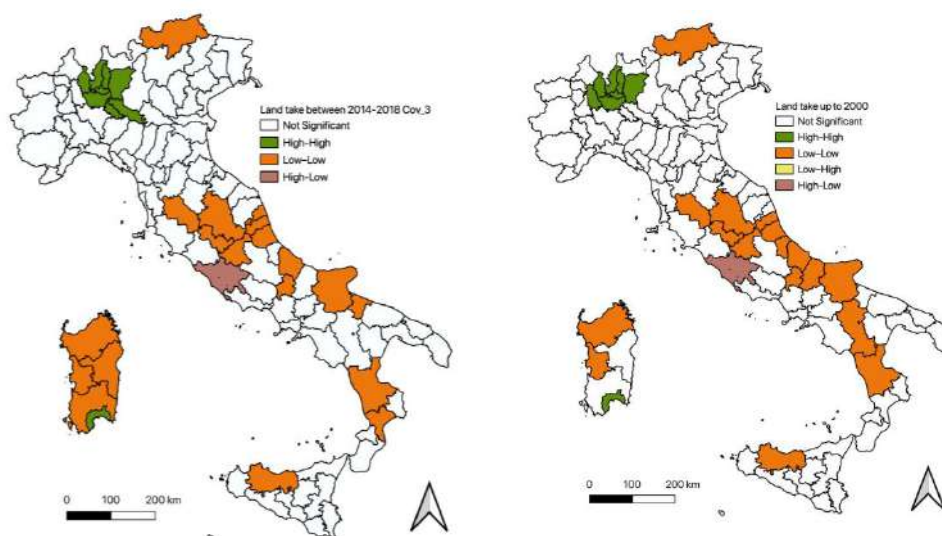 Land take between 2014-2018 Cov_3
Not Significant
High-High
Low-Low
High-Low
0 100 200 km
Land take up to 2000
Not Significant
High-High
Low-Low
Low-High
High-Low
0 100 200 km